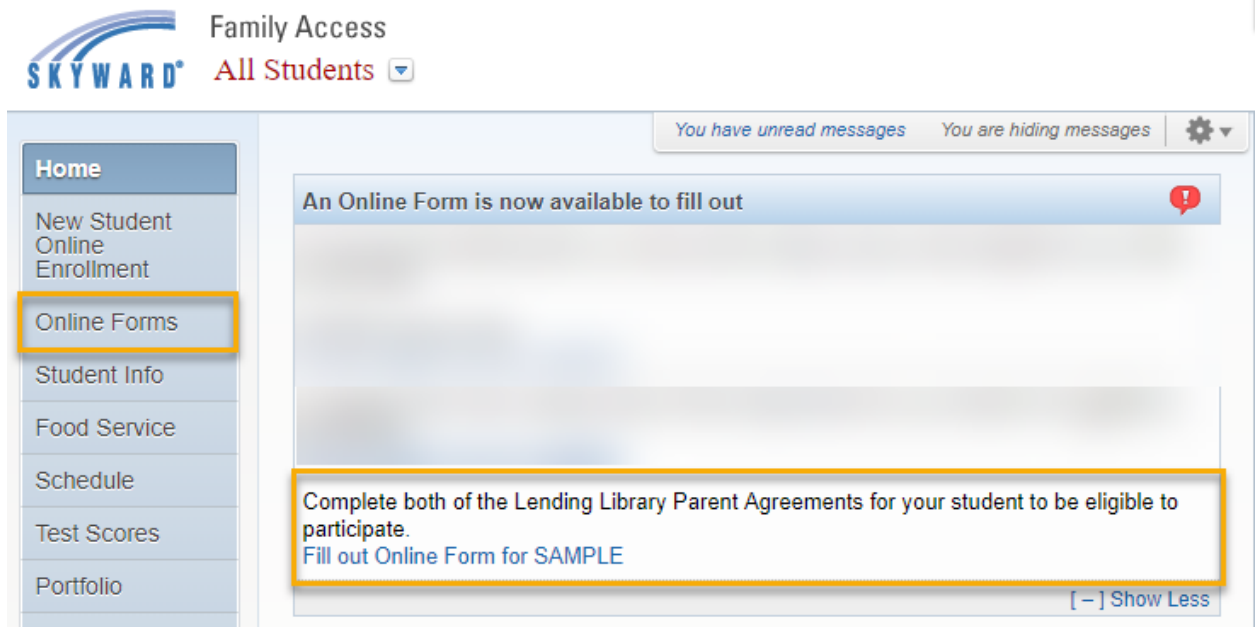 Family Access
SKYWARD®
All Students
You have unread messages
You are hiding messages
Home
New Student
Online
Enrollment
Online Forms
Student Info
Food Service
Schedule
Test Scores
Portfolio
An Online Form is now available to fill out
Complete both of the Lending Library Parent Agreements for your student to be eligible to
participate.
Fill out Online Form for SAMPLE
[ – ] Show Less